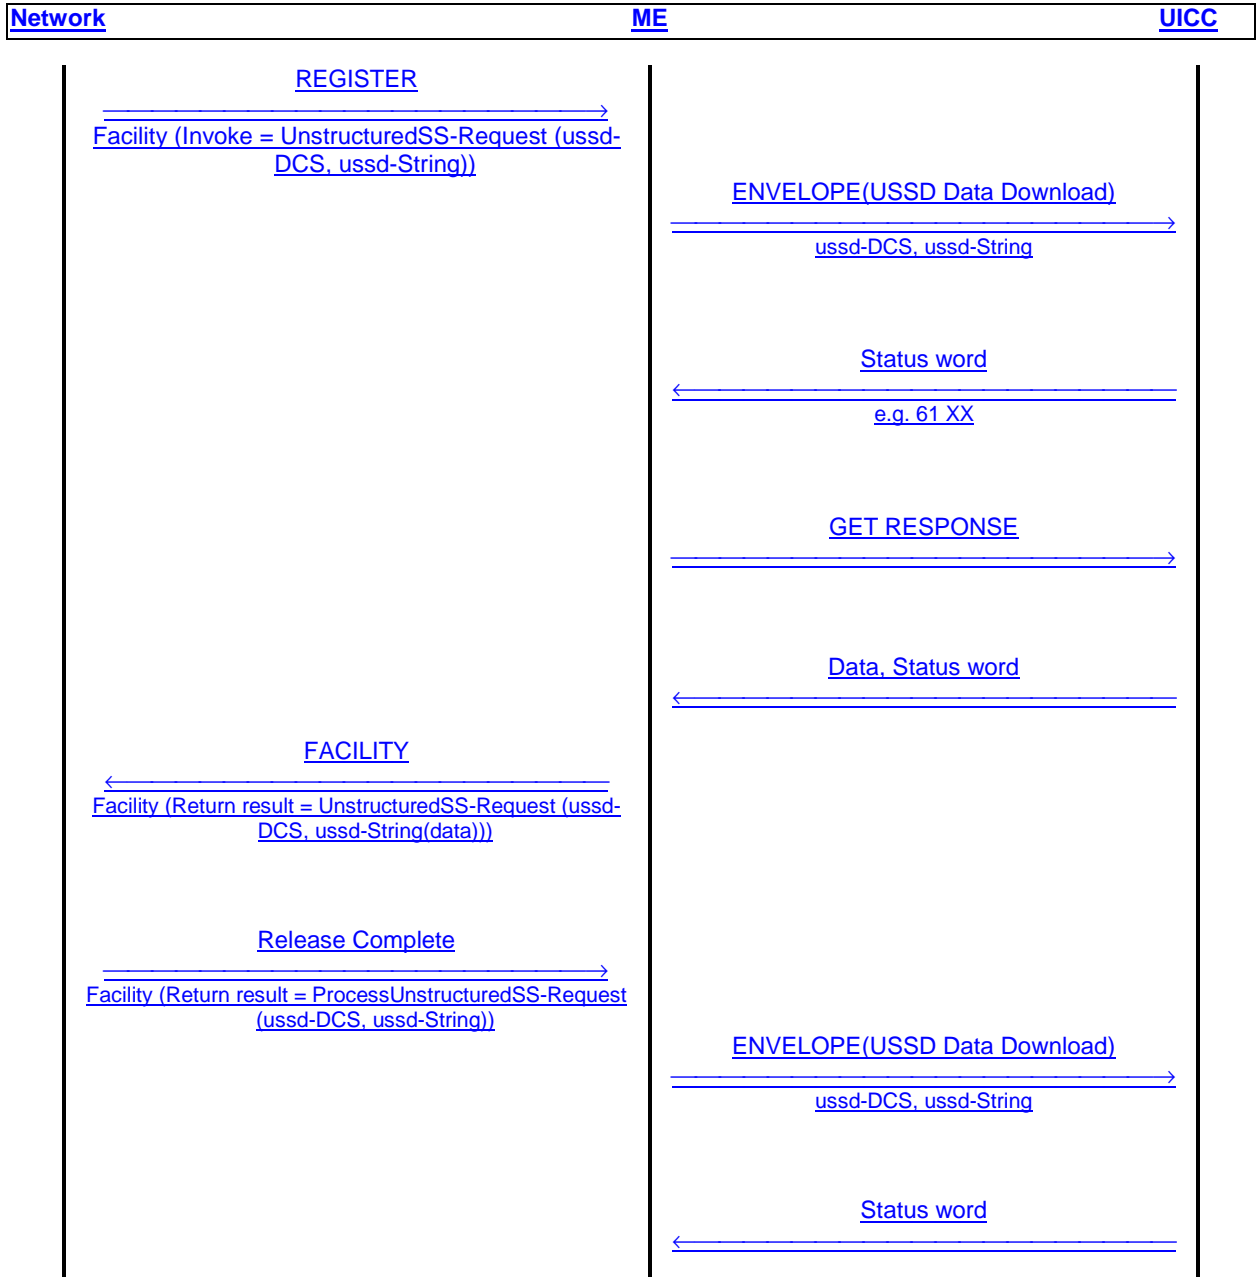 Network ME UICC
REGISTER
Facility (Invoke = UnstructuredSS-Request (ussd-
DCS, ussd-String))
ENVELOPE(USSD Data Download)
ussd-DCS, ussd-String
Status word
e.g. 61 XX
GET RESPONSE
Data, Status word
FACILITY
Facility (Return result = UnstructuredSS-Request (ussd-
DCS, ussd-String(data)))
Release Complete
Facility (Return result = ProcessUnstructuredSS-Request
(ussd-DCS, ussd-String))
ENVELOPE(USSD Data Download)
ussd-DCS, ussd-String
Status word